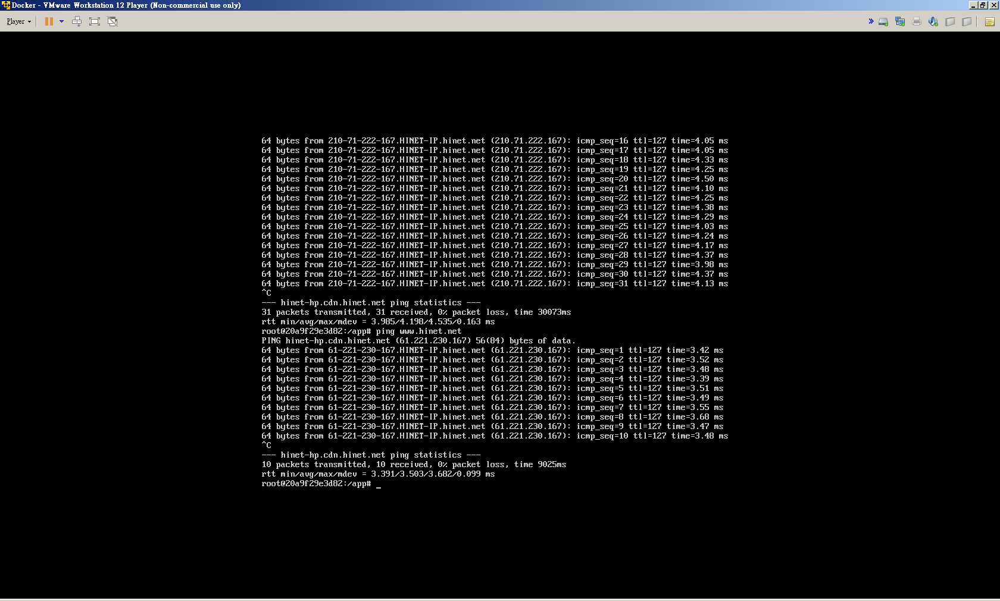 Docker - VMware Workstation 12 Player (Non-commercial use only)
Player
64 bytes from 210-71-222-167.HINET-IP.hinet.net (210.71.222.167): icmp_seq=16 ttl=127 time=4.05 ms
64 bytes from 210-71-222-167.HINET-IP.hinet.net (210.71.222.167): icmp_seq=17 ttl=127 time=4.05 ms
64 bytes from 210-71-222-167.HINET-IP.hinet.net (210.71.222.167): icmp_seq=18 ttl=127 time=4.33 ms
64 bytes from 210-71-222-167.HINET-IP.hinet.net (210.71.222.167): icmp_seq=19 ttl=127 time=4.25 ms
64 bytes from 210-71-222-167.HINET-IP.hinet.net (210.71.222.167): icmp_seq=20 ttl=127 time=4.50 ms
64 bytes from 210-71-222-167.HINET-IP.hinet.net (210.71.222.167): icmp_seq=21 ttl=127 time=4.10 ms
64 bytes from 210-71-222-167.HINET-IP.hinet.net (210.71.222.167): icmp_seq=22 ttl=127 time=4.25 ms
64 bytes from 210-71-222-167.HINET-IP.hinet.net (210.71.222.167): icmp_seq=23 ttl=127 time=4.38 ms
64 bytes from 210-71-222-167.HINET-IP.hinet.net (210.71.222.167): icmp_seq=24 ttl=127 time=4.29 ms
64 bytes from 210-71-222-167.HINET-IP.hinet.net (210.71.222.167): icmp_seq=25 ttl=127 time=4.03 ms
64 bytes from 210-71-222-167.HINET-IP.hinet.net (210.71.222.167): icmp_seq=26 ttl=127 time=4.24 ms
64 bytes from 210-71-222-167.HINET-IP.hinet.net (210.71.222.167): icmp_seq=27 ttl=127 time=4.17 ms
64 bytes from 210-71-222-167.HINET-IP.hinet.net (210.71.222.167): icmp_seq=28 ttl=127 time=4.37 ms
64 bytes from 210-71-222-167.HINET-IP.hinet.net (210.71.222.167): icmp_seq=29 ttl=127 time=3.98 ms
64 bytes from 210-71-222-167.HINET-IP.hinet.net (210.71.222.167): icmp_seq=30 ttl=127 time=4.37 ms
64 bytes from 210-71-222-167.HINET-IP.hinet.net (210.71.222.167): icmp_seq=31 ttl=127 time=4.13 ms
^C
--- hinet-hp.cdn.hinet.net ping statistics ---
31 packets transmitted, 31 received, 0% packet loss, time 30073ms
rtt min/avg/max/mdev = 3.985/4.198/4.535/0.163 ms
root@20a9f29e3d82:/app# ping www.hinet.net
PING hinet-hp.cdn.hinet.net (61.221.230.167) 56(84) bytes of data.
64 bytes from 61-221-230-167.HINET-IP.hinet.net (61.221.230.167): icmp_seq=1 ttl=127 time=3.42 ms
64 bytes from 61-221-230-167.HINET-IP.hinet.net (61.221.230.167): icmp_seq=2 ttl=127 time=3.52 ms
64 bytes from 61-221-230-167.HINET-IP.hinet.net (61.221.230.167): icmp_seq=3 ttl=127 time=3.48 ms
64 bytes from 61-221-230-167.HINET-IP.hinet.net (61.221.230.167): icmp_seq=4 ttl=127 time=3.39 ms
64 bytes from 61-221-230-167.HINET-IP.hinet.net (61.221.230.167): icmp_seq=5 ttl=127 time=3.51 ms
64 bytes from 61-221-230-167.HINET-IP.hinet.net (61.221.230.167): icmp_seq=6 ttl=127 time=3.49 ms
64 bytes from 61-221-230-167.HINET-IP.hinet.net (61.221.230.167): icmp_seq=7 ttl=127 time=3.55 ms
64 bytes from 61-221-230-167.HINET-IP.hinet.net (61.221.230.167): icmp_seq=8 ttl=127 time=3.68 ms
64 bytes from 61-221-230-167.HINET-IP.hinet.net (61.221.230.167): icmp_seq=9 ttl=127 time=3.47 ms
64 bytes from 61-221-230-167.HINET-IP.hinet.net (61.221.230.167): icmp_seq=10 ttl=127 time=3.48 ms
^C
--- hinet-hp.cdn.hinet.net ping statistics ---
10 packets transmitted, 10 received, 0% packet loss, time 9025ms
rtt min/avg/max/mdev = 3.391/3.503/3.682/0.099 ms
root@20a9f29e3d82:/app# _